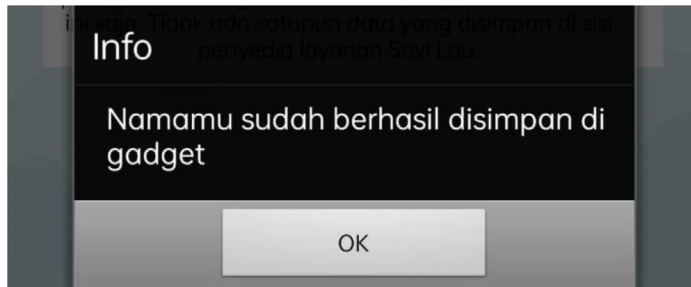 ini saja. Tidak ada satupun data yang disimpan di sisi
penyedia layanan Savi Lau.
Info
Namamu sudah berhasil disimpan di
gadget
OK